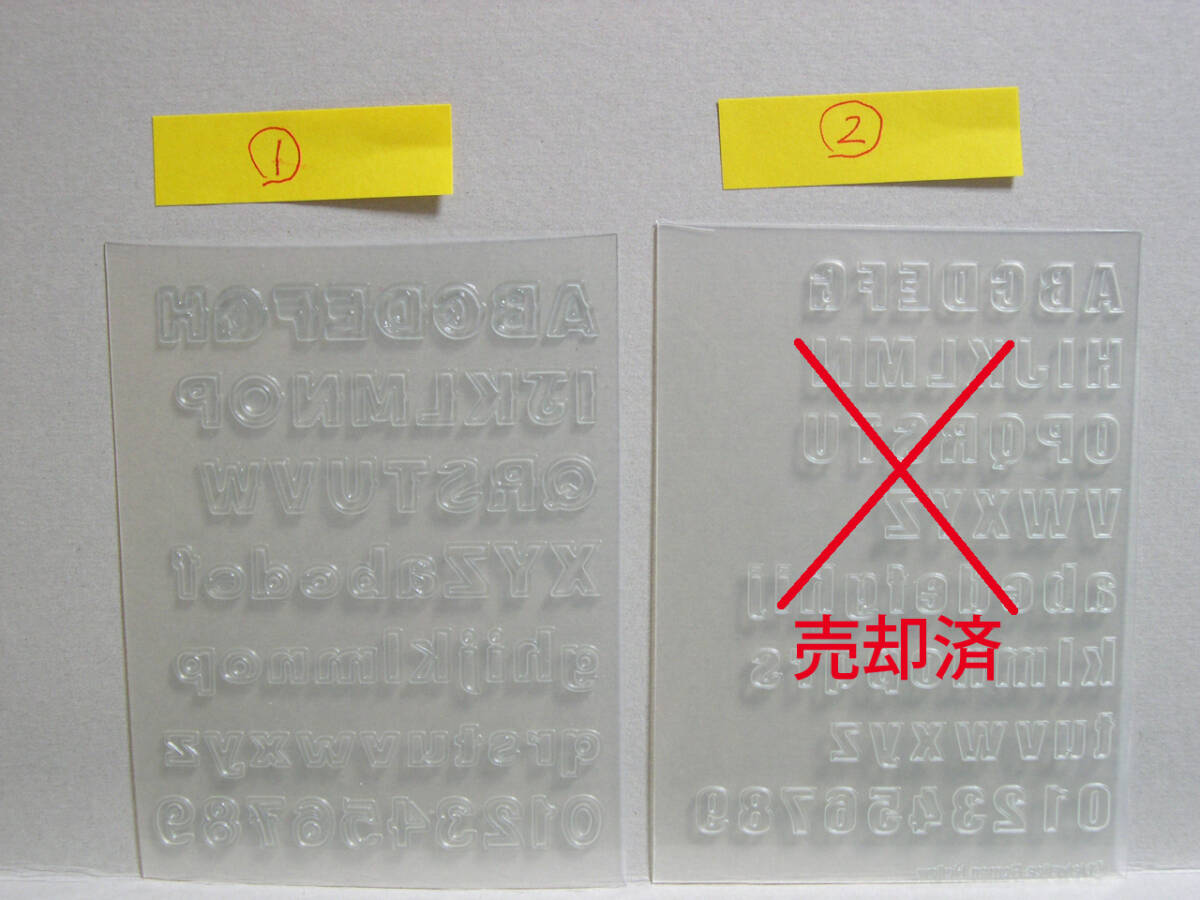 ①
②
ABCDEFGH
IJKLMNOP
QRSTUVW
XYZabcdef
ghijklmnop
qrstuvwxyz
0123456789
ABCDEFG
HIJKLMN
OPQRSTU
VWXYZ
abcdefghij
売却済
klmnopqrs
tuvwxyz
0123456789